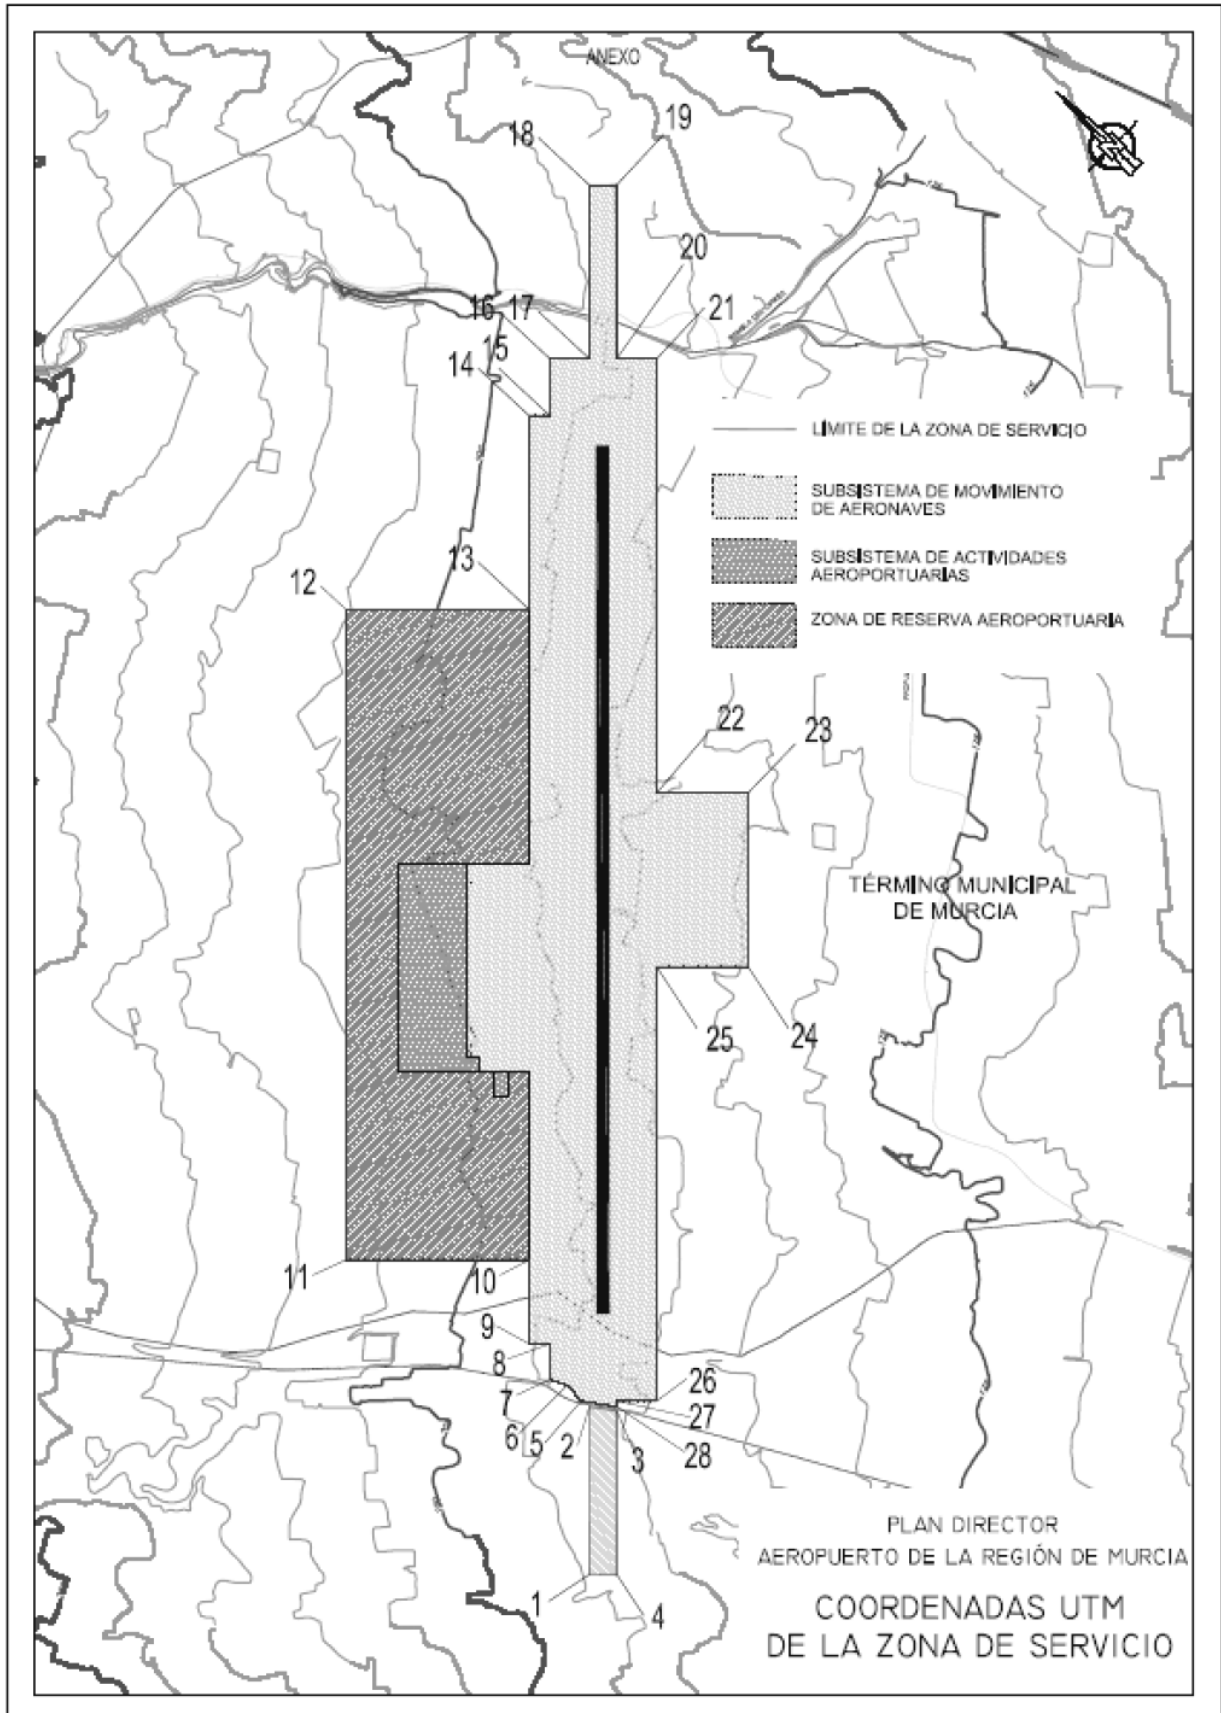 ANEXO
18
19
20
16
17
21
15
14
LÍMITE DE LA ZONA DE SERVICIO
SUBSISTEMA DE MOVIMIENTO
DE AERONAVES
SUBSISTEMA DE ACTIVIDADES
AEROPORTUARIAS
13
12
ZONA DE RESERVA AEROPORTUARIA
22
23
TÉRMINO MUNICIPAL
DE MURCIA
25
24
11
10
9
8
7
26
6
5
2
27
3
28
PLAN DIRECTOR
AEROPUERTO DE LA REGIÓN DE MURCIA
1
4
COORDENADAS UTM
DE LA ZONA DE SERVICIO